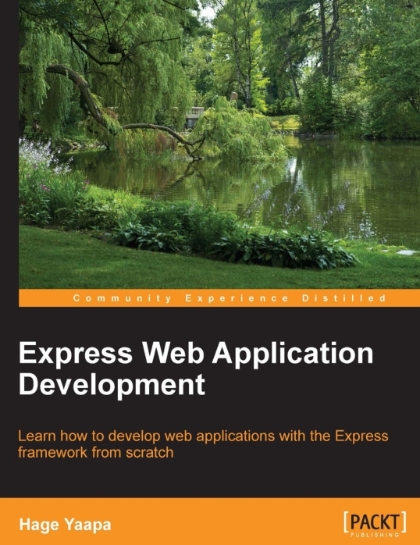 Community Experience Distilled
Express Web Application
Development
Learn how to develop web applications with the Express
framework from scratch
Hage Yaapa
[PACKT]
PUBLISHING